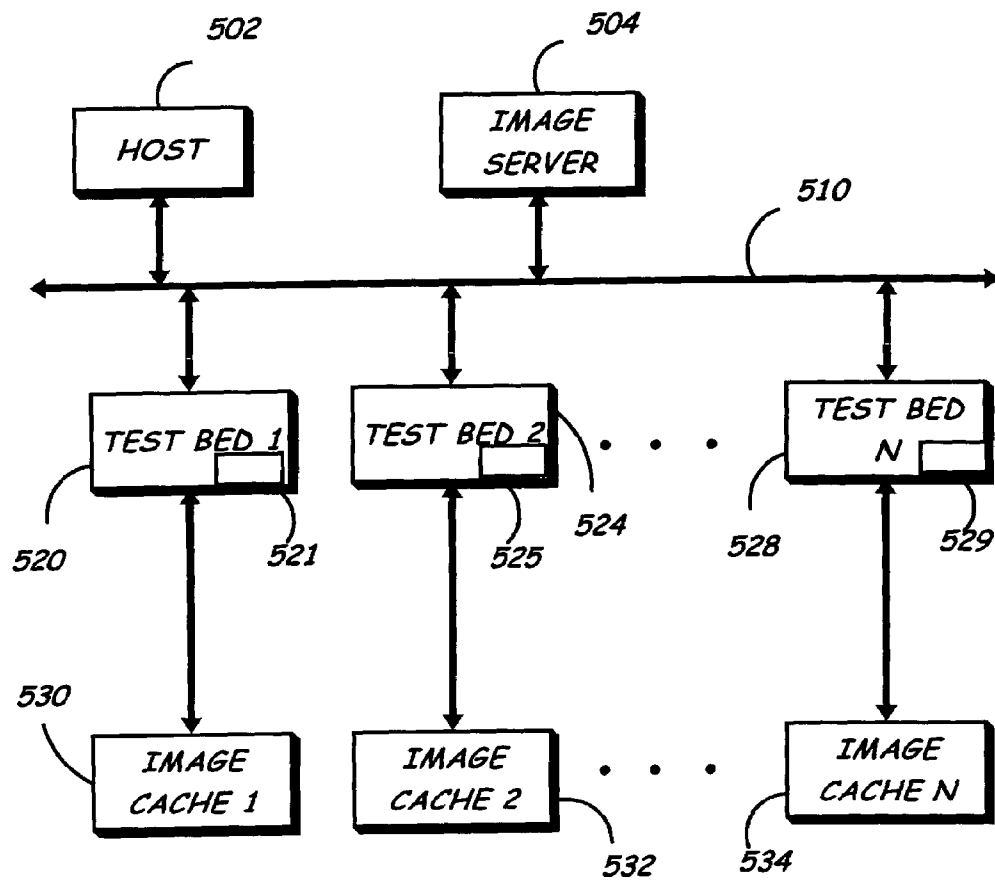 502
504
HOST
IMAGE
SERVER
510
TEST BED 1
TEST BED 2
TEST BED
N
520
521
525
524
528
529
530
IMAGE
CACHE 1
IMAGE
CACHE 2
IMAGE
CACHE N
532
534